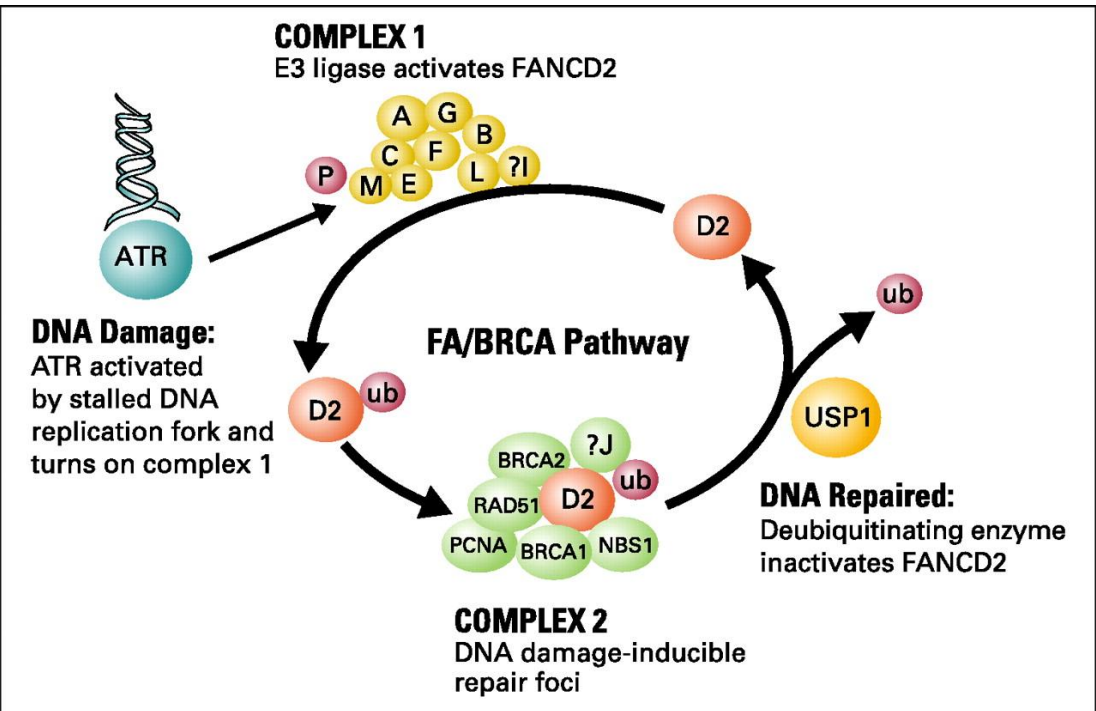 COMPLEX 1
E3 ligase activates FANCD2
A
G
B
C
F
L
?I
P
M
E
ATR
D2
ub
DNA Damage:
ATR activated
by stalled DNA
replication fork and
turns on complex 1
FA/BRCA Pathway
D2
ub
USP1
BRCA2
?J
ub
RAD51
D2
PCNA
BRCA1
NBS1
DNA Repaired:
Deubiquitinating enzyme
inactivates FANCD2
COMPLEX 2
DNA damage-inducible
repair foci